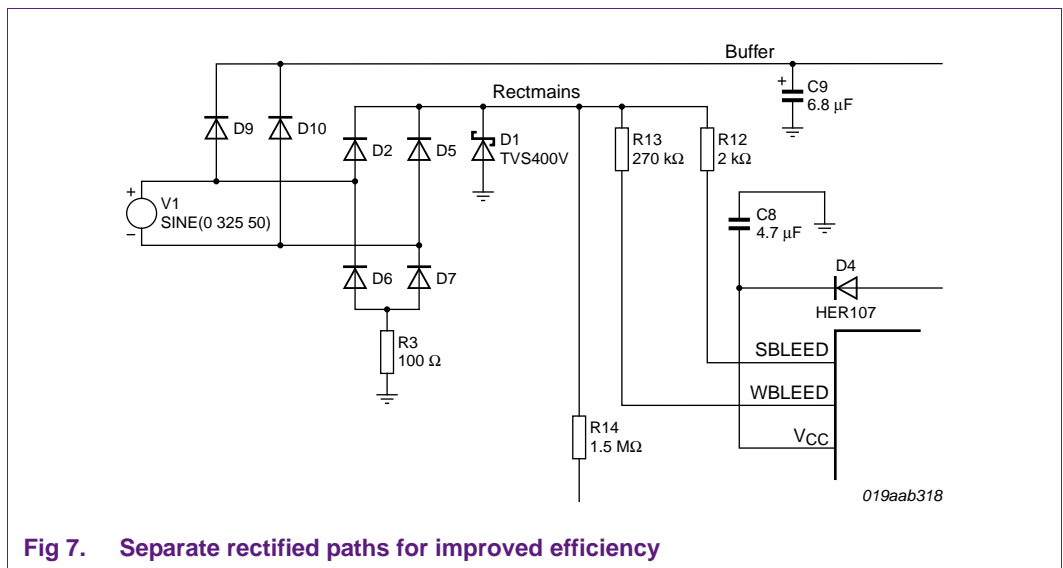 Buffer
+
C9
6.8 μF
Rectmains
D9
D10
D2
D5
D1
TVS400V
R13
270 kΩ
R12
2 kΩ
+
V1
−
SINE(0 325 50)
C8
4.7 μF
D4
HER107
D6
D7
R3
100 Ω
SBLEED
WBLEED
VCC
R14
1.5 MΩ
019aab318
Fig 7. Separate rectified paths for improved efficiency